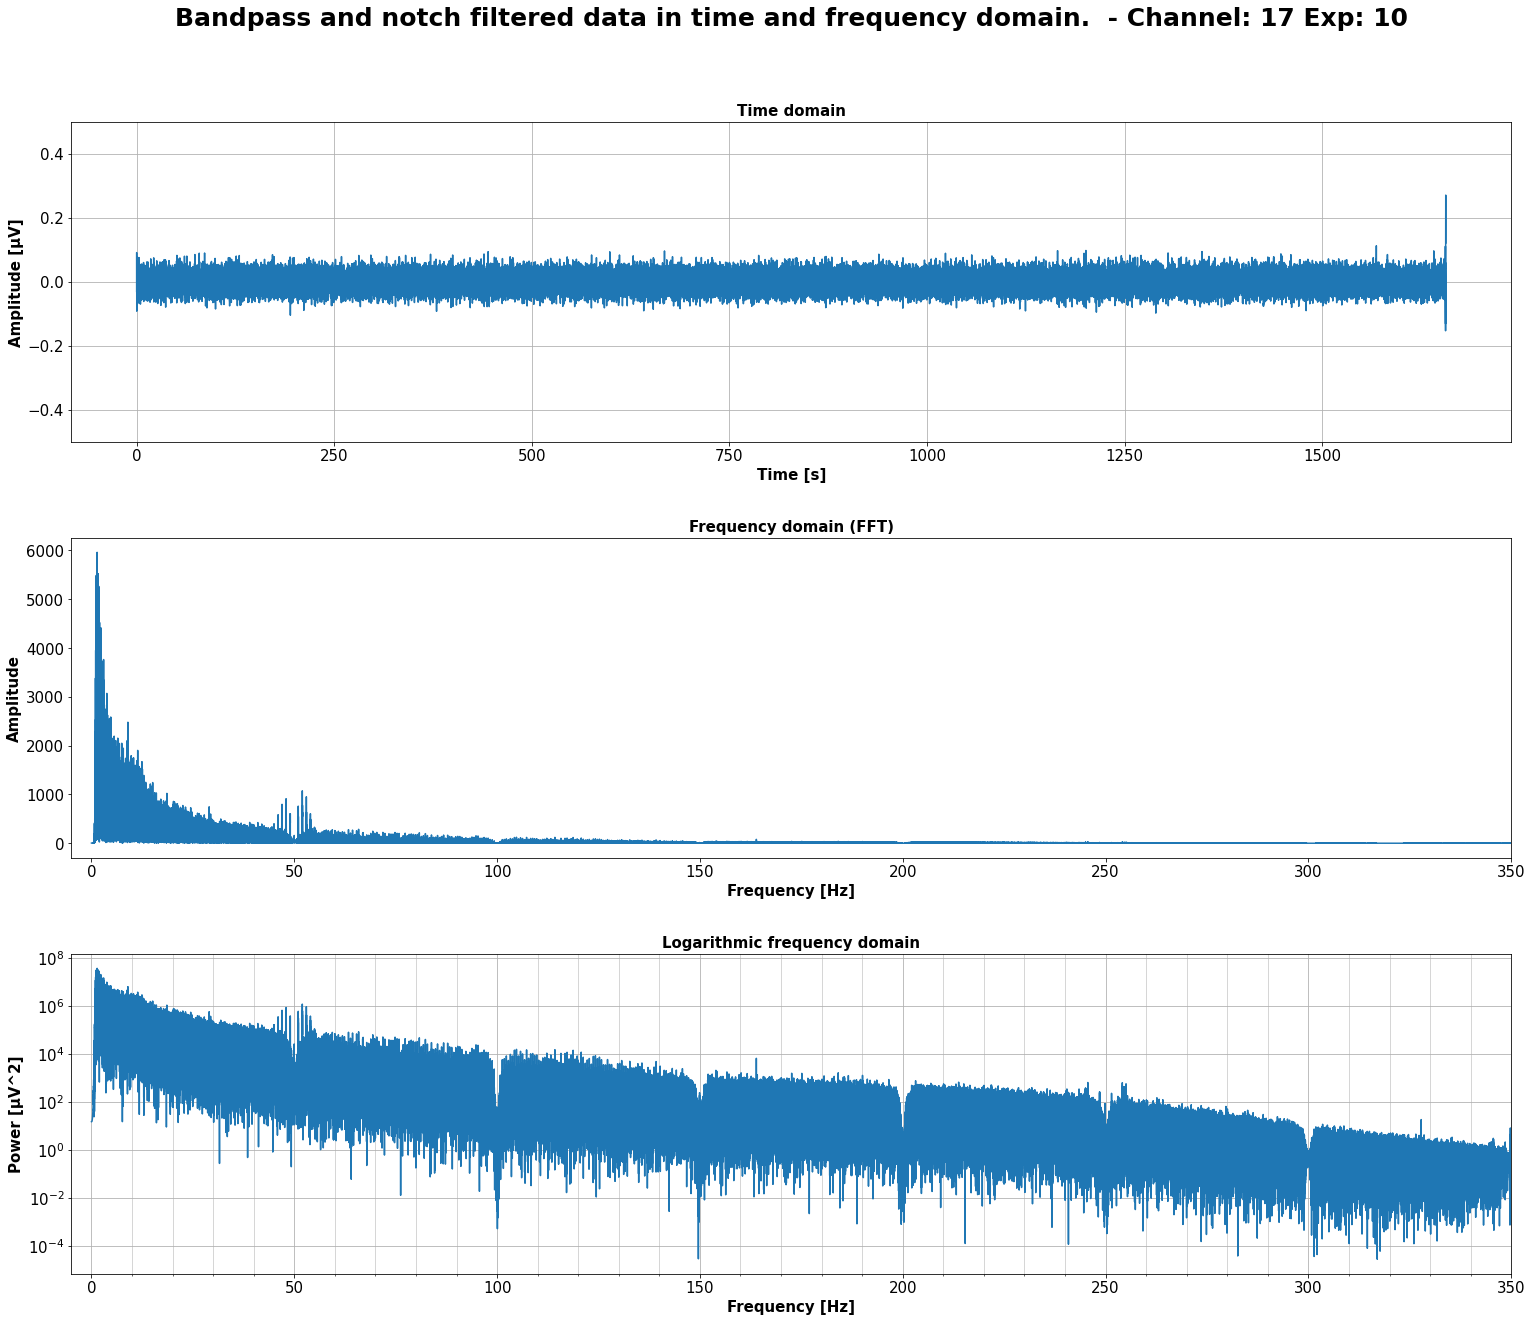 Bandpass and notch filtered data in time and frequency domain.  - Channel: 17 Exp: 10
Time domain
Amplitude [µV]
0.4
0.2
0.0
−0.2
−0.4
0 250 500 750 1000 1250 1500
Time [s]
Frequency domain (FFT)
Amplitude
6000
5000
4000
3000
2000
1000
0
0 50 100 150 200 250 300 350
Frequency [Hz]
Logarithmic frequency domain
Power [µV^2]
10^8
10^6
10^4
10^2
10^0
10^−2
10^−4
0 50 100 150 200 250 300 350
Frequency [Hz]